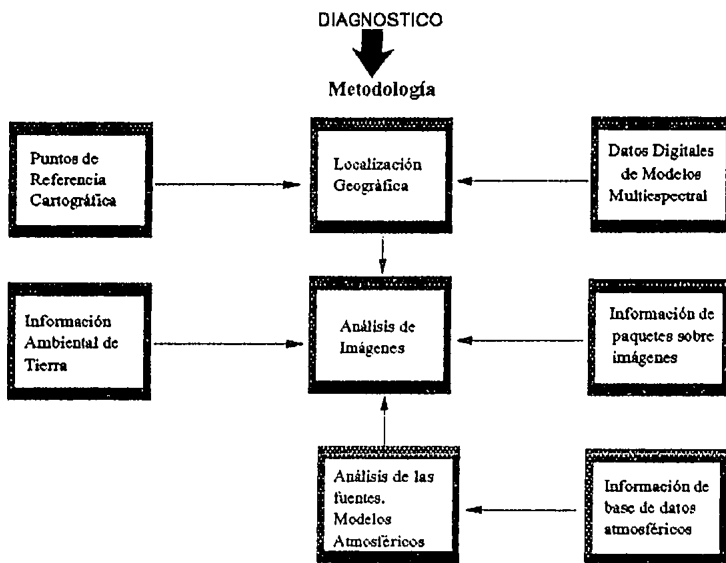 DIAGNOSTICO
Metodología
Puntos de
Referencia
Cartográfica
Localización
Geográfica
Datos Digitales
de Modelos
Multiespectral
Información
Ambiental de
Tierra
Análisis de
Imágenes
Información de
paquetes sobre
imágenes
Análisis de las
fuentes.
Modelos
Atmosféricos
Información de
base de datos
atmosféricos